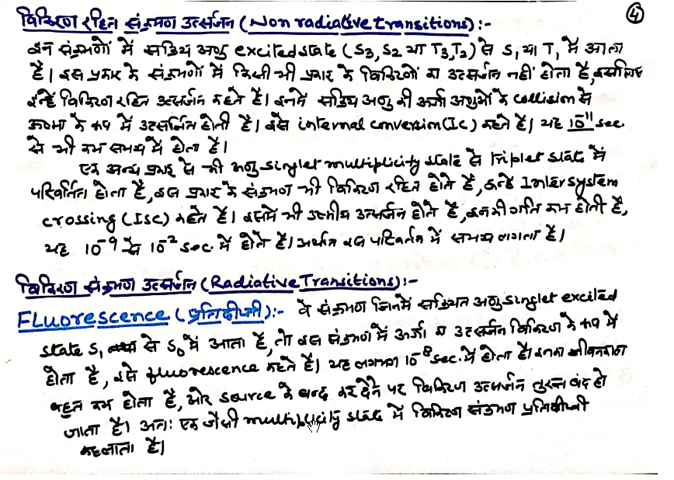 ④
विकिरण रहित संक्रमण उत्सर्जन (Non radiative transitions):-
इन संक्रमणों में सक्रिय अणु excited state (S3, S2 या T3, T2) से S1 या T1 में आता
है। इस प्रकार के संक्रमणों में किसी भी प्रकार के विकिरणों का उत्सर्जन नहीं होता है, इसलिए
इन्हें विकिरण रहित उत्सर्जन कहते है। इनमें सक्रिय अणु की ऊर्जा अणुओं के collision से
ऊष्मा के रूप में उत्सर्जित होती है। इसे internal conversion (IC) कहते हैं। यह 10⁻¹¹ sec.
से भी कम समय में होता है।
एक अन्य प्रकार से भी अणु singlet multiplicity state से Triplet state में
परिवर्तित होता है, इस प्रकार के संक्रमण भी विकिरण रहित होते हैं, इन्हें Inter system
crossing (ISC) कहते हैं। इसमें भी उष्मीय उत्सर्जन होते है, इनकी गति कम होती है,
यह 10⁻⁹ से 10⁻² sec. में होते है। अर्थात इस परिवर्तन में समय लगता है।
विकिरण संक्रमण उत्सर्जन (Radiative Transitions):-
Fluorescence (प्रतिदीप्ती):- वे संक्रमण जिनमें सक्रियत अणु singlet excited
state S1 से S0 में आता है, तो इस संक्रमण में ऊर्जा का उत्सर्जन विकिरण के रूप में
होता है, इसे fluorescence कहते हैं। यह लगभग 10⁻⁸ sec. में होता है। इनका जीवनकाल
बहुत कम होता है, और source के बन्द कर देने पर विकिरण उत्सर्जन तुरन्त बंद हो
जाता है। अतः एक जैसी multiplicity state में विकिरण संक्रमण प्रतिदीप्ती
कहलाता है।